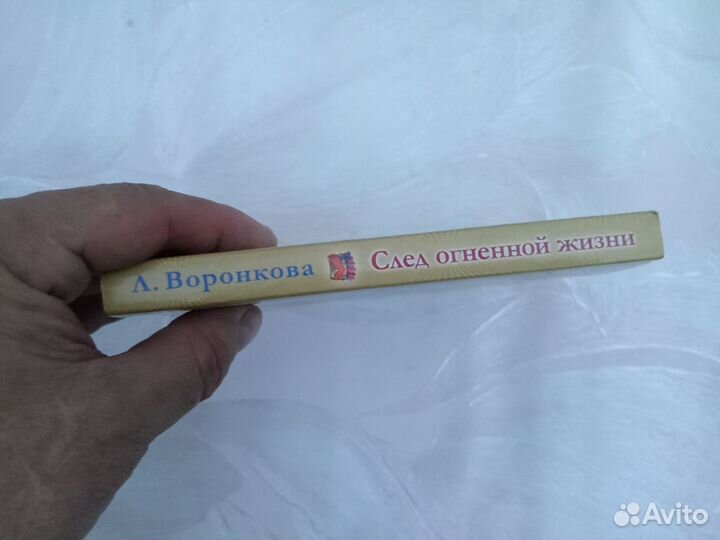 Л. Воронкова След огненной жизни
Avito